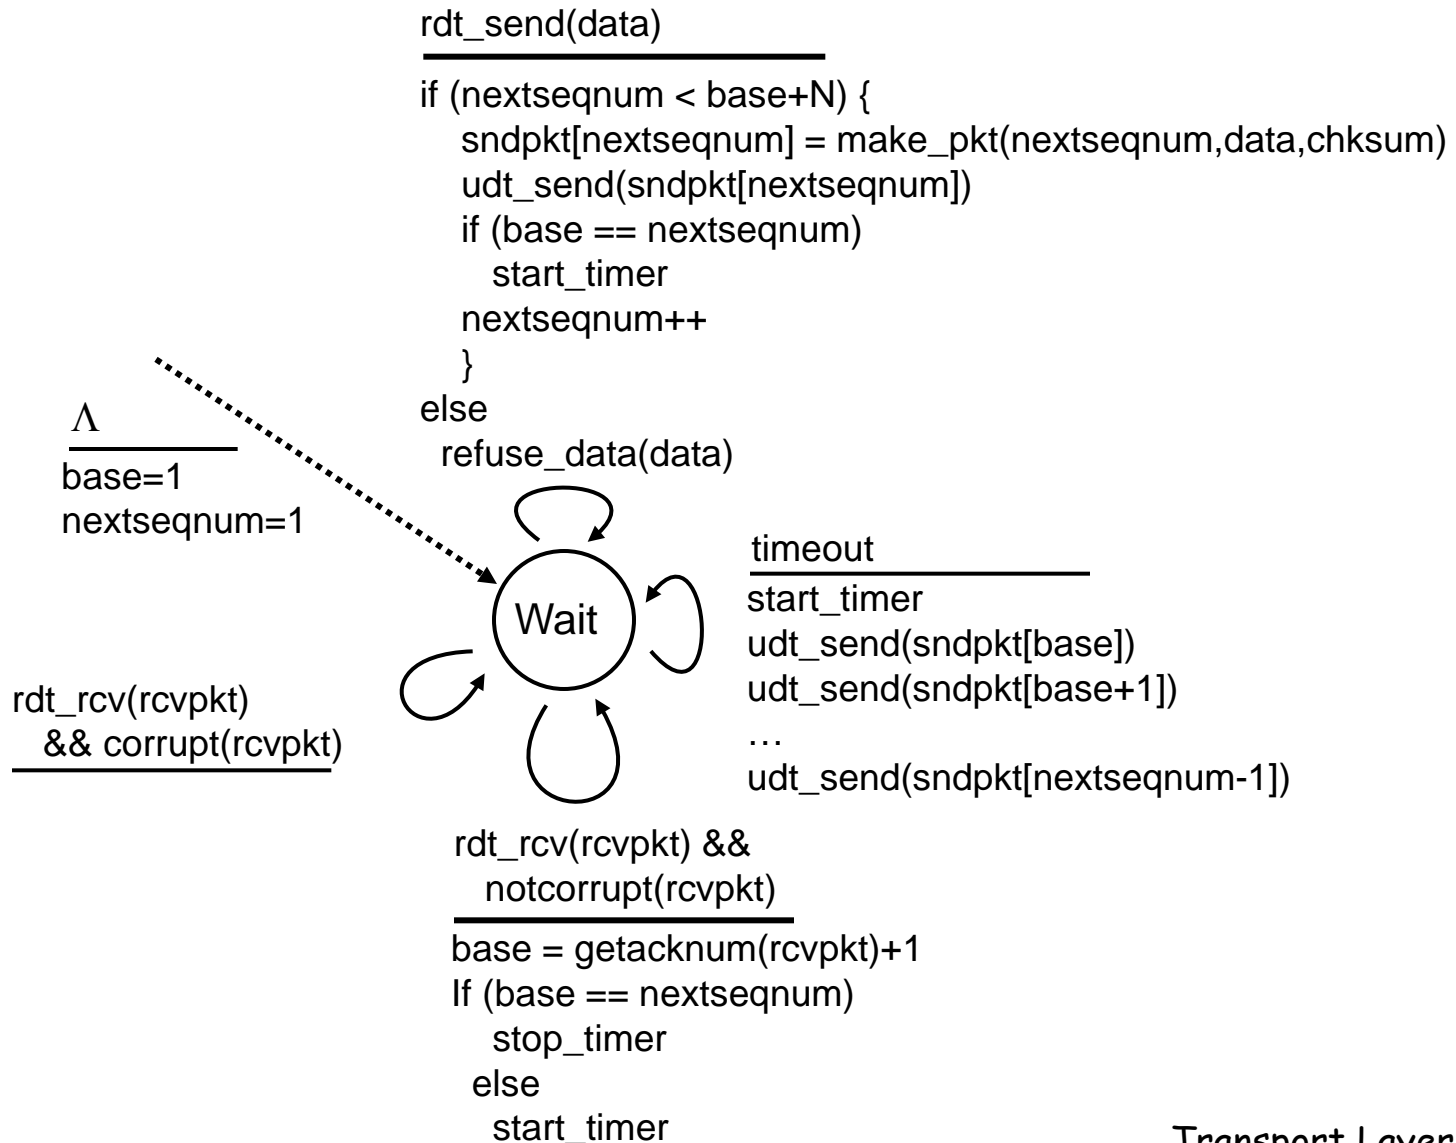 rdt_send(data)
if (nextseqnum < base+N) {
sndpkt[nextseqnum] = make_pkt(nextseqnum,data,chksum)
udt_send(sndpkt[nextseqnum])
if (base == nextseqnum)
start_timer
nextseqnum++
}
else
refuse_data(data)
Λ
base=1
nextseqnum=1
Wait
timeout
start_timer
udt_send(sndpkt[base])
udt_send(sndpkt[base+1])
…
udt_send(sndpkt[nextseqnum-1])
rdt_rcv(rcvpkt)
&& corrupt(rcvpkt)
rdt_rcv(rcvpkt) &&
notcorrupt(rcvpkt)
base = getacknum(rcvpkt)+1
If (base == nextseqnum)
stop_timer
else
start_timer
Transport Layer